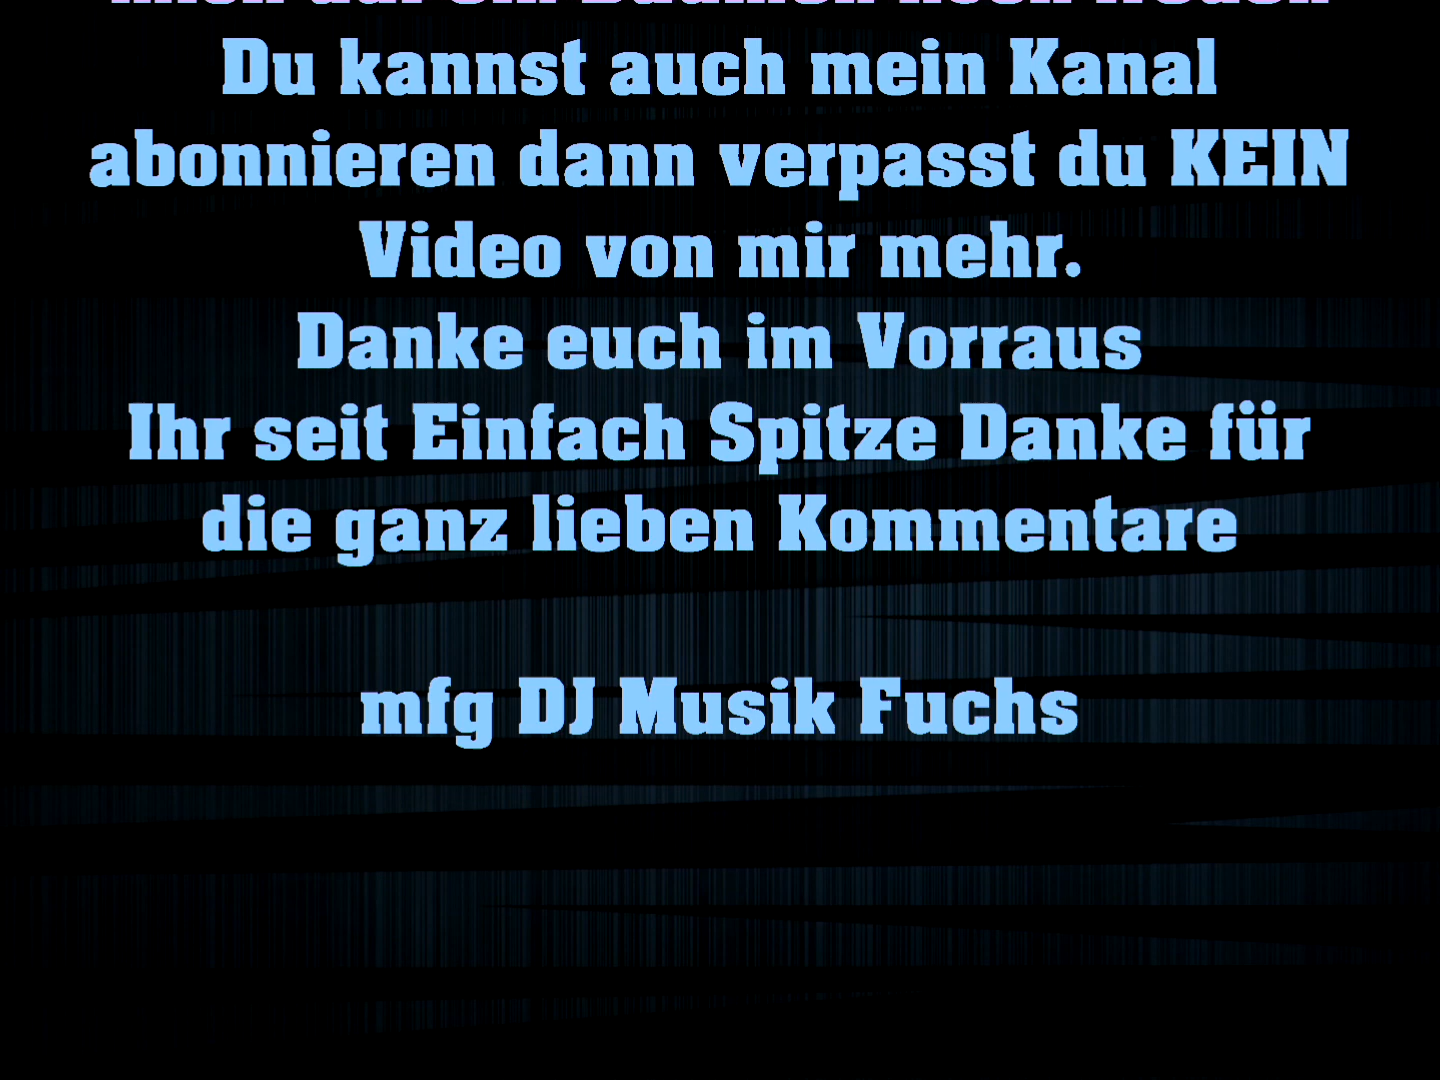 Du kannst auch mein Kanal
abonnieren dann verpasst du KEIN
Video von mir mehr.
Danke euch im Vorraus
Ihr seit Einfach Spitze Danke für
die ganz lieben Kommentare
mfg DJ Musik Fuchs